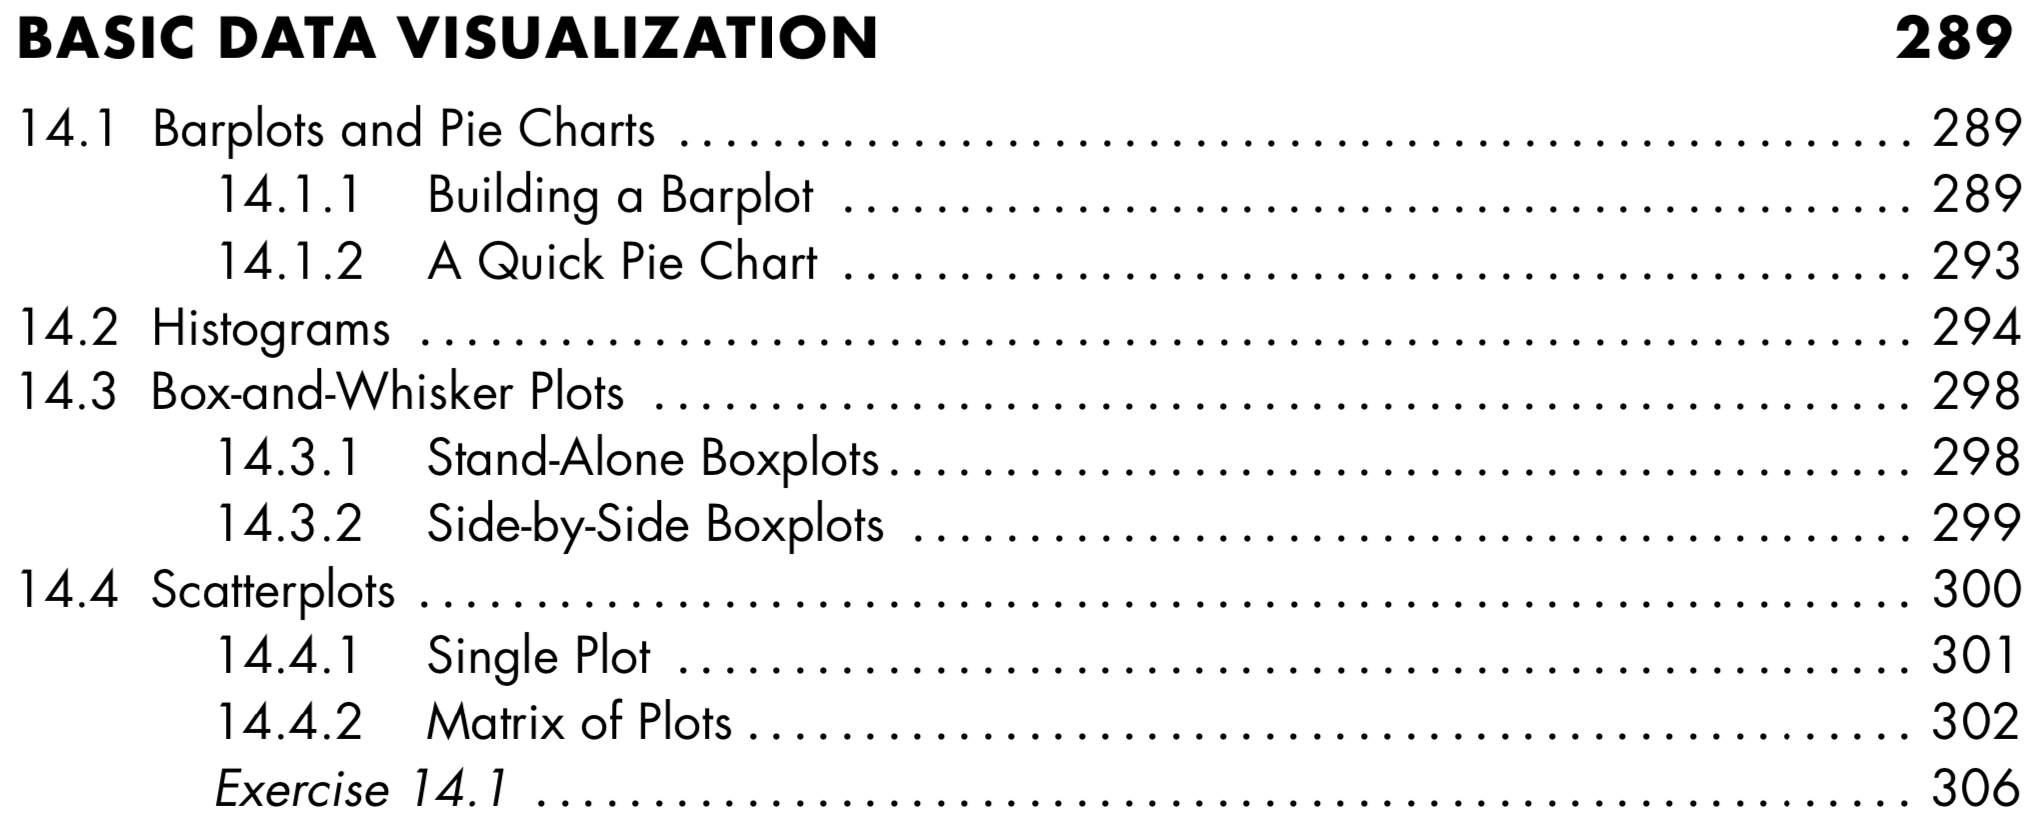 BASIC DATA VISUALIZATION 289
14.1 Barplots and Pie Charts . . . . . . . . . . . . . . . . . . . . . . . . . . . . . . . . . . . . . . . . . . . . . . . . . . . . . 289
14.1.1 Building a Barplot . . . . . . . . . . . . . . . . . . . . . . . . . . . . . . . . . . . . . . . . . . . . . . 289
14.1.2 A Quick Pie Chart . . . . . . . . . . . . . . . . . . . . . . . . . . . . . . . . . . . . . . . . . . . . . . 293
14.2 Histograms . . . . . . . . . . . . . . . . . . . . . . . . . . . . . . . . . . . . . . . . . . . . . . . . . . . . . . . . . . . . . . . . 294
14.3 Box-and-Whisker Plots . . . . . . . . . . . . . . . . . . . . . . . . . . . . . . . . . . . . . . . . . . . . . . . . . . . . . . 298
14.3.1 Stand-Alone Boxplots . . . . . . . . . . . . . . . . . . . . . . . . . . . . . . . . . . . . . . . . . . . . 298
14.3.2 Side-by-Side Boxplots . . . . . . . . . . . . . . . . . . . . . . . . . . . . . . . . . . . . . . . . . . . 299
14.4 Scatterplots . . . . . . . . . . . . . . . . . . . . . . . . . . . . . . . . . . . . . . . . . . . . . . . . . . . . . . . . . . . . . . . . 300
14.4.1 Single Plot . . . . . . . . . . . . . . . . . . . . . . . . . . . . . . . . . . . . . . . . . . . . . . . . . . . . . 301
14.4.2 Matrix of Plots . . . . . . . . . . . . . . . . . . . . . . . . . . . . . . . . . . . . . . . . . . . . . . . . . . 302
Exercise 14.1 . . . . . . . . . . . . . . . . . . . . . . . . . . . . . . . . . . . . . . . . . . . . . . . . . . . . . . . . . . . 306